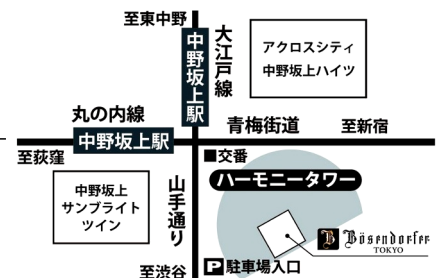 至東中野
大江戸線
中野坂上駅
アクロスシティ
中野坂上ハイツ
丸の内線
中野坂上駅
青梅街道
至新宿
至荻窪
■交番
ハーモニータワー
中野坂上
サンブライト
ツイン
山手通り
B Bösendorfer
TOKYO
P 駐車場入口
至渋谷